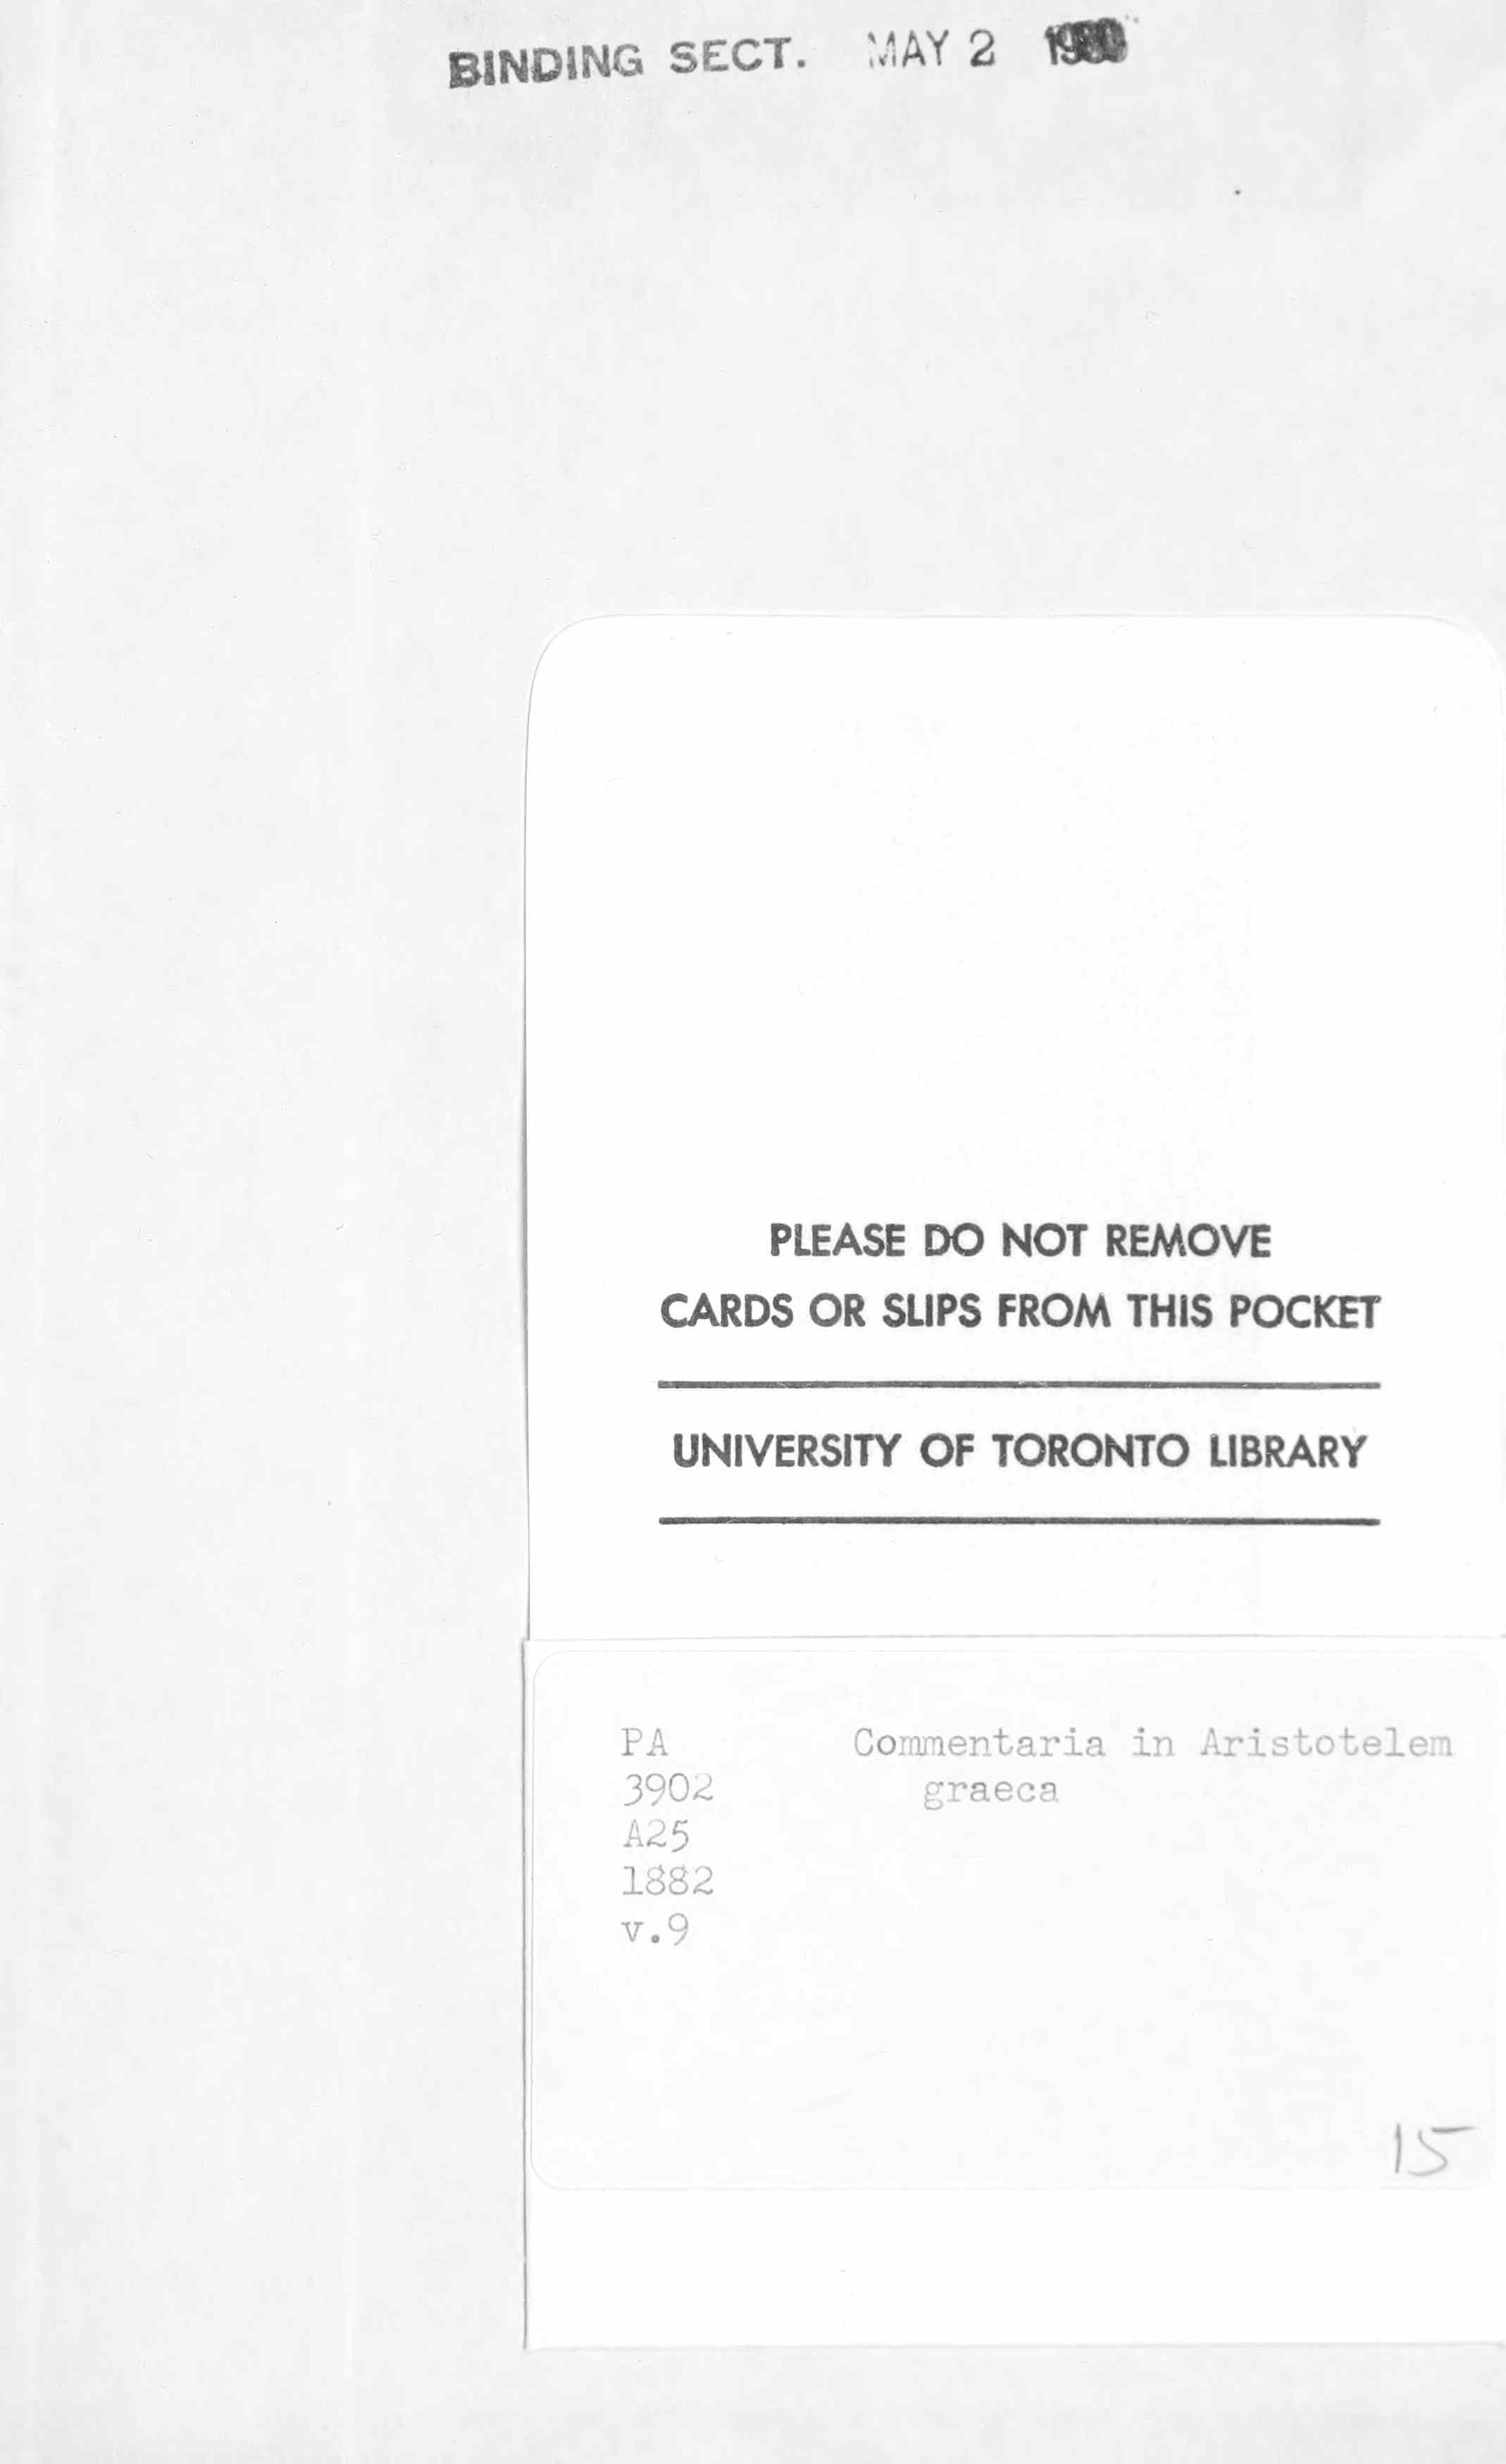 BINDING SECT. MAY 2
PLEASE DO NOT REMOVE
CARDS OR SLIPS FROM THIS POCKET
UNIVERSITY OF TORONTO LIBRARY
PA Commentaria in Aristotelem
3902 graeca
A25
1882
v.9
15